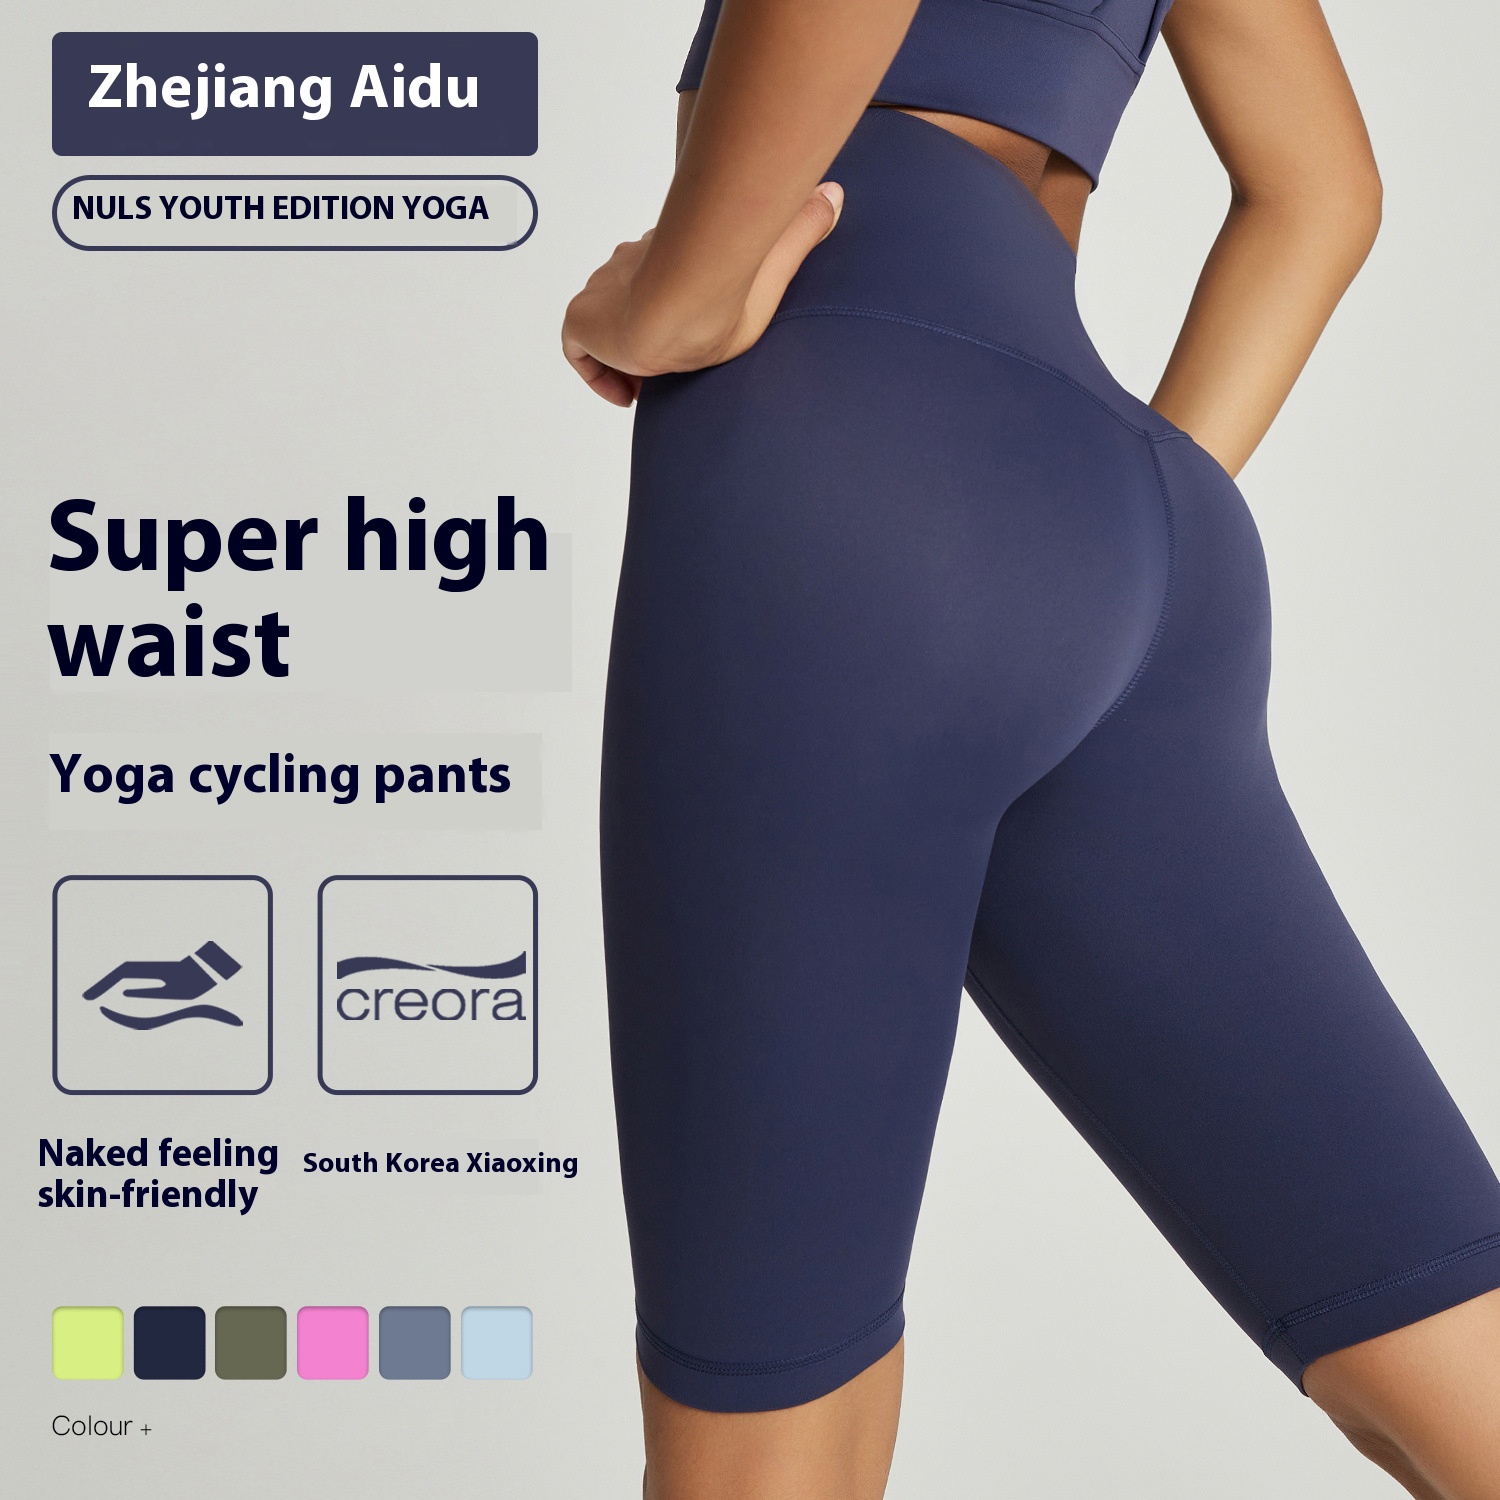 Zhejiang Aidu
NULS YOUTH EDITION YOGA
Super high
waist
Yoga cycling pants
creora
Naked feeling
skin-friendly
South Korea Xiaoxing
Colour +